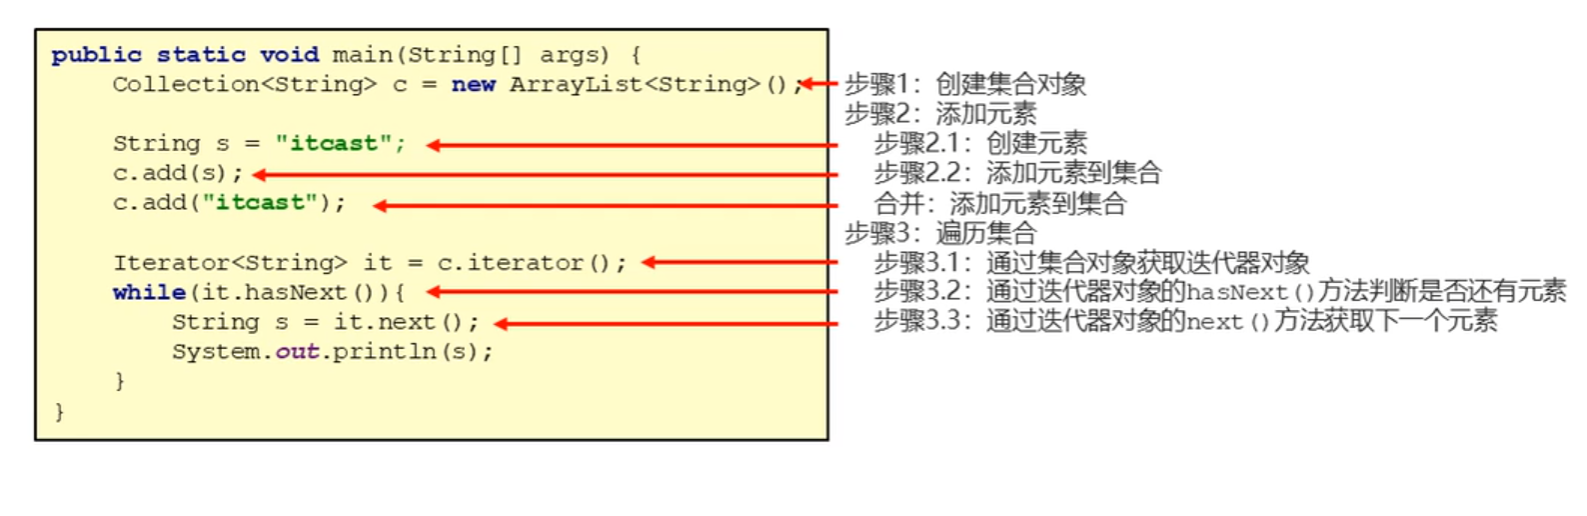 public static void main(String[] args) {
Collection<String> c = new ArrayList<String>(); 步骤1：创建集合对象
步骤2：添加元素
String s = "itcast"; 步骤2.1：创建元素
c.add(s); 步骤2.2：添加元素到集合
c.add("itcast"); 合并：添加元素到集合
步骤3：遍历集合
Iterator<String> it = c.iterator(); 步骤3.1：通过集合对象获取迭代器对象
while(it.hasNext()){ 步骤3.2：通过迭代器对象的hasNext()方法判断是否还有元素
String s = it.next(); 步骤3.3：通过迭代器对象的next()方法获取下一个元素
System.out.println(s);
}
}